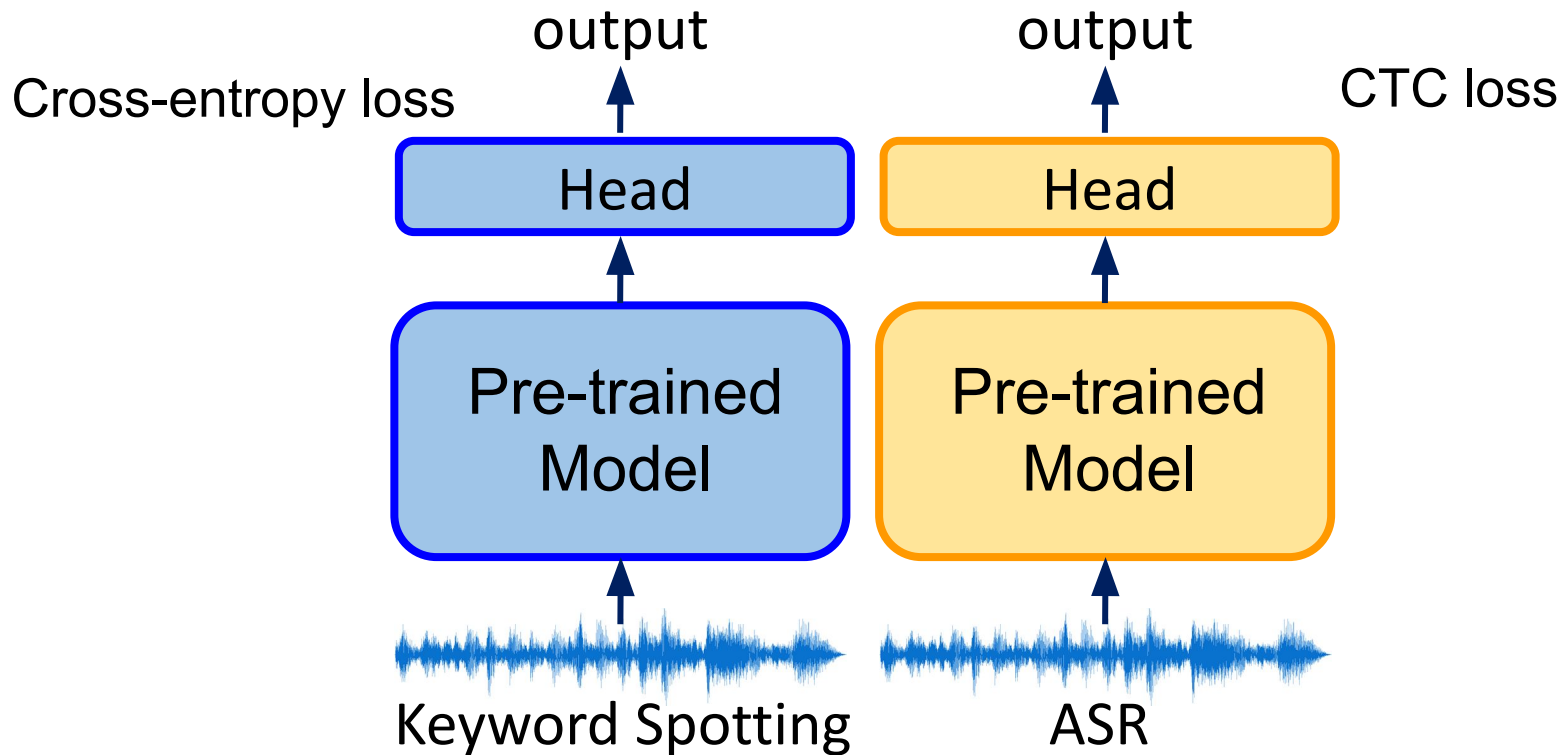 output
output
Cross-entropy loss
CTC loss
Head
Head
Pre-trained
Model
Pre-trained
Model
Keyword Spotting
ASR